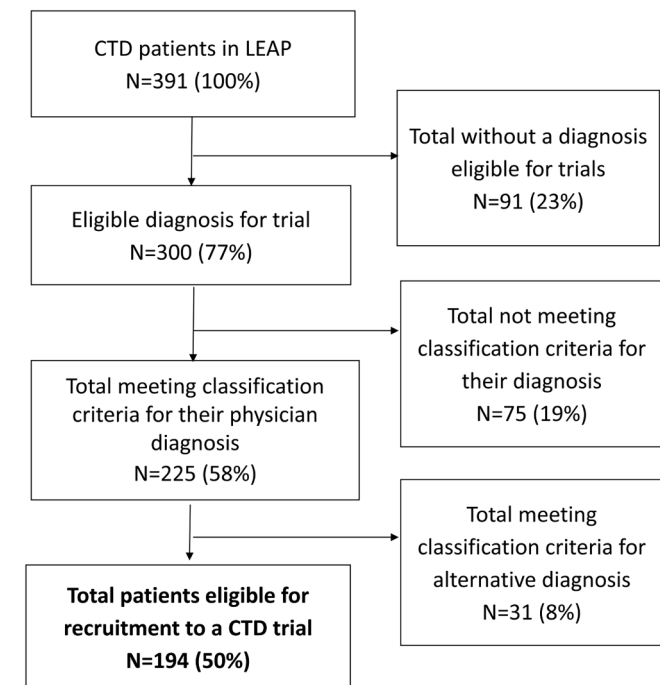 CTD patients in LEAP
N=391 (100%)
Total without a diagnosis
eligible for trials
N=91 (23%)
Eligible diagnosis for trial
N=300 (77%)
Total not meeting
classification criteria for
their diagnosis
N=75 (19%)
Total meeting classification
criteria for their physician
diagnosis
N=225 (58%)
Total meeting
classification criteria for
alternative diagnosis
N=31 (8%)
Total patients eligible for
recruitment to a CTD trial
N=194 (50%)